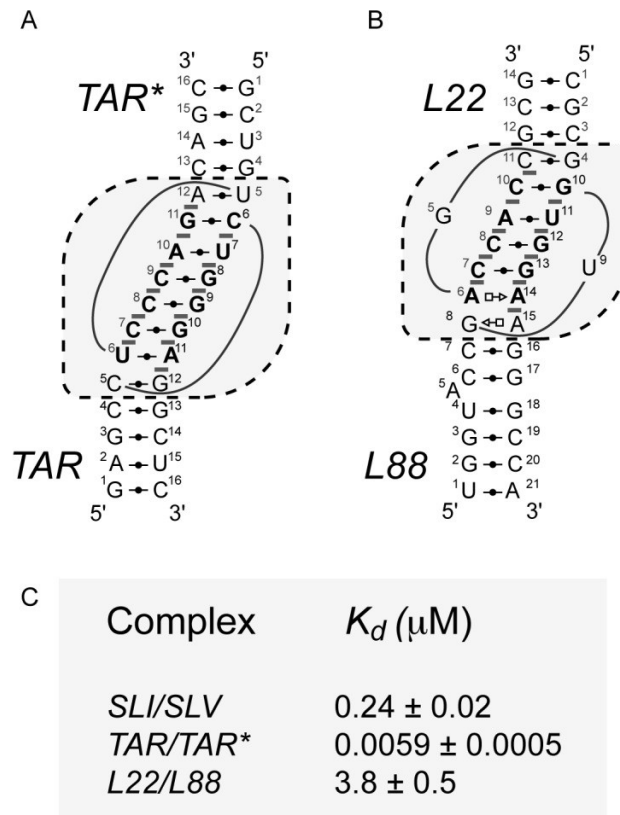 A
3' 5'
TAR*
16C G1
15G C2
14A U3
13C G4
12A U5
11G C6
10A U7
9C G8
8C G9
7C G10
6U A11
5C G12
4C G13
3G C14
TAR
2A U15
1G C16
5' 3'
B
3' 5'
L22
14G C1
13C G2
12G C3
11C G4
10C G10
5G
9A U11
8C G12
U9
7C G13
6A A14
8G A15
7C G16
6C G17
5A
4U G18
3G C19
L88
2G C20
1U A21
5' 3'
C
Complex Kd (μM)
SLI/SLV 0.24 ± 0.02
TAR/TAR* 0.0059 ± 0.0005
L22/L88 3.8 ± 0.5